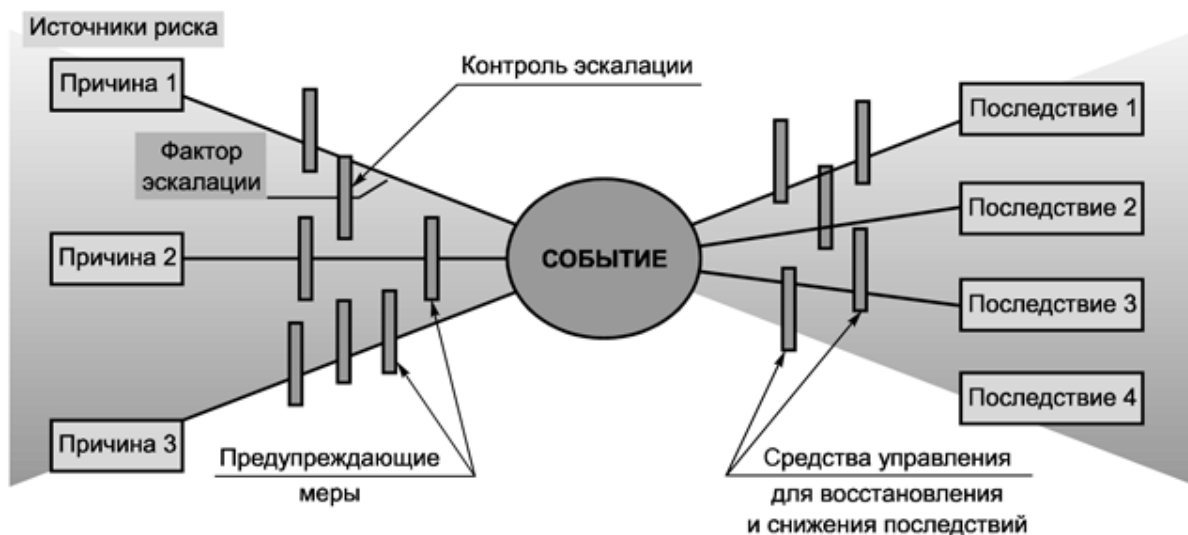 Источники риска
Причина 1
Контроль эскалации
Фактор
эскалации
Причина 2
Причина 3
Предупреждающие
меры
СОБЫТИЕ
Последствие 1
Последствие 2
Последствие 3
Последствие 4
Средства управления
для восстановления
и снижения последствий